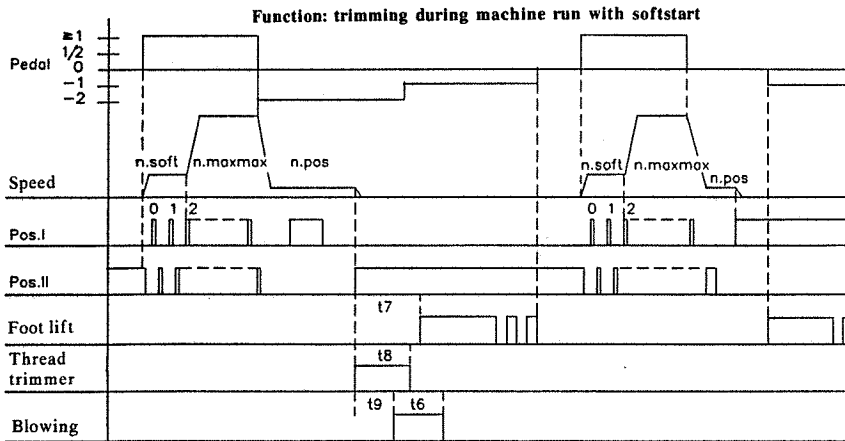 Function: trimming during machine run with softstart
≥1
1/2
Pedal 0
−1
−2
n.soft n.maxmax n.pos n.soft n.maxmax n.pos
Speed
0 1 2 0 1 2
Pos.I
Pos.II
t7
Foot lift
Thread t8
trimmer
t9 t6
Blowing